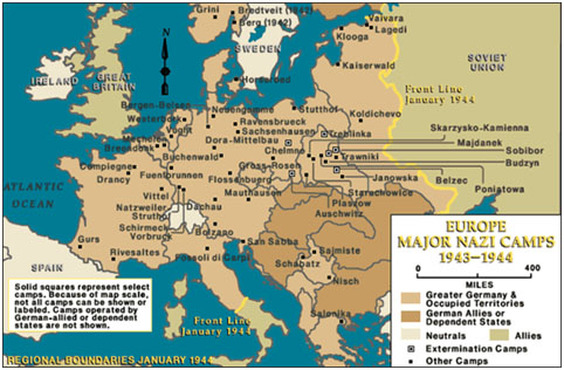 Grini
Bredtveit (1942)
Berg (1942)
Vaivara
Lagedi
Klooga
N
SWEDEN
SOVIET
UNION
IRELAND
GREAT
BRITAIN
Kaiserwald
Horserod
Front Line
January 1944
Bergen-Belsen
Neuengamme
Stutthof
Westerbork
Ravensbrueck
Koldichevo
Vught
Sachsenhausen
Treblinka
Skarzysko-Kamienna
Mechelen
Dora-Mittelbau
Majdanek
Breendonk
Chelmno
Sobibor
Buchenwald
Trawniki
Budzyn
Compiegne
Gross-Rosen
Fuenbrunnen
Janowska
Belzec
Drancy
Flossenburg
Starachowice
Poniatowa
ATLANTIC
OCEAN
Vittel
Mauthausen
Plaszow
Natzweiler
Dachau
Auschwitz
Struthof
Schirmeck
Vorbruck
Bolzano
Gurs
San Sabba
Sajmiste
Rivesaltes
Fossoli di Carpi
Schabatz
SPAIN
Nisch
Salonika
Front Line
January 1944
Solid squares represent select
camps. Because of map scale,
not all camps can be shown or
labeled. Camps operated by
German-allied or dependent
states are not shown.
REGIONAL BOUNDARIES JANUARY 1944
EUROPE
MAJOR NAZI CAMPS
1943–1944
0 400
MILES
Greater Germany &
Occupied Territories
German Allies or
Dependent States
Neutrals Allies
Extermination Camps
Other Camps